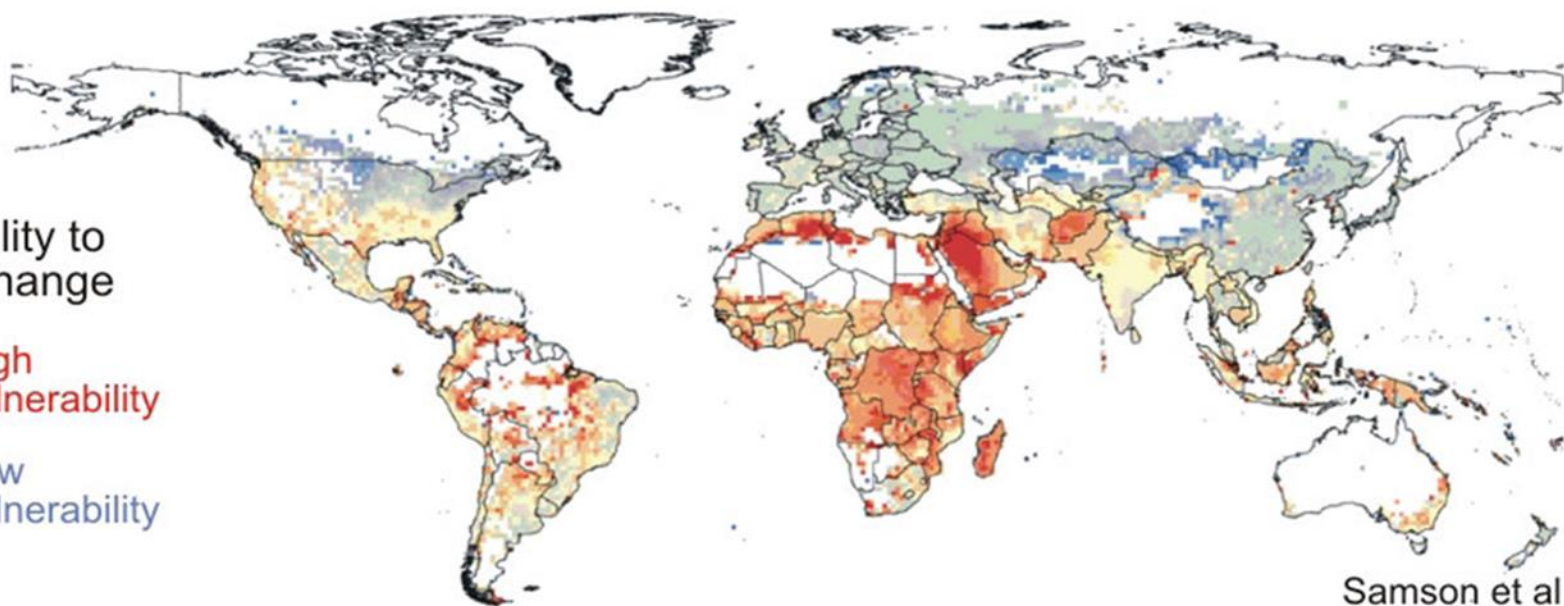 lity to
hange
gh
lnerability
w
lnerability
Samson et al